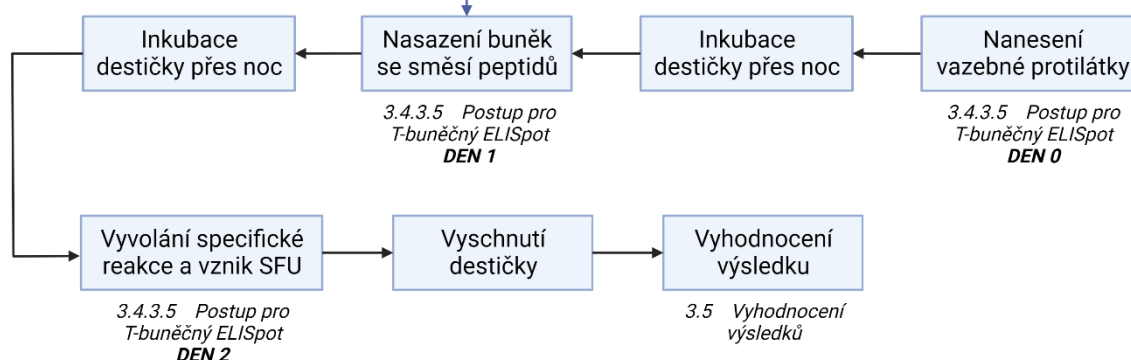 Inkubace
destičky přes noc
Nasazení buněk
se směsí peptidů
3.4.3.5 Postup pro
T-buněčný ELISpot
DEN 1
Inkubace
destičky přes noc
Nanesení
vazebné protilátky
3.4.3.5 Postup pro
T-buněčný ELISpot
DEN 0
Vyvolání specifické
reakce a vznik SFU
3.4.3.5 Postup pro
T-buněčný ELISpot
DEN 2
Vyschnutí
destičky
Vyhodnocení
výsledku
3.5 Vyhodnocení
výsledků